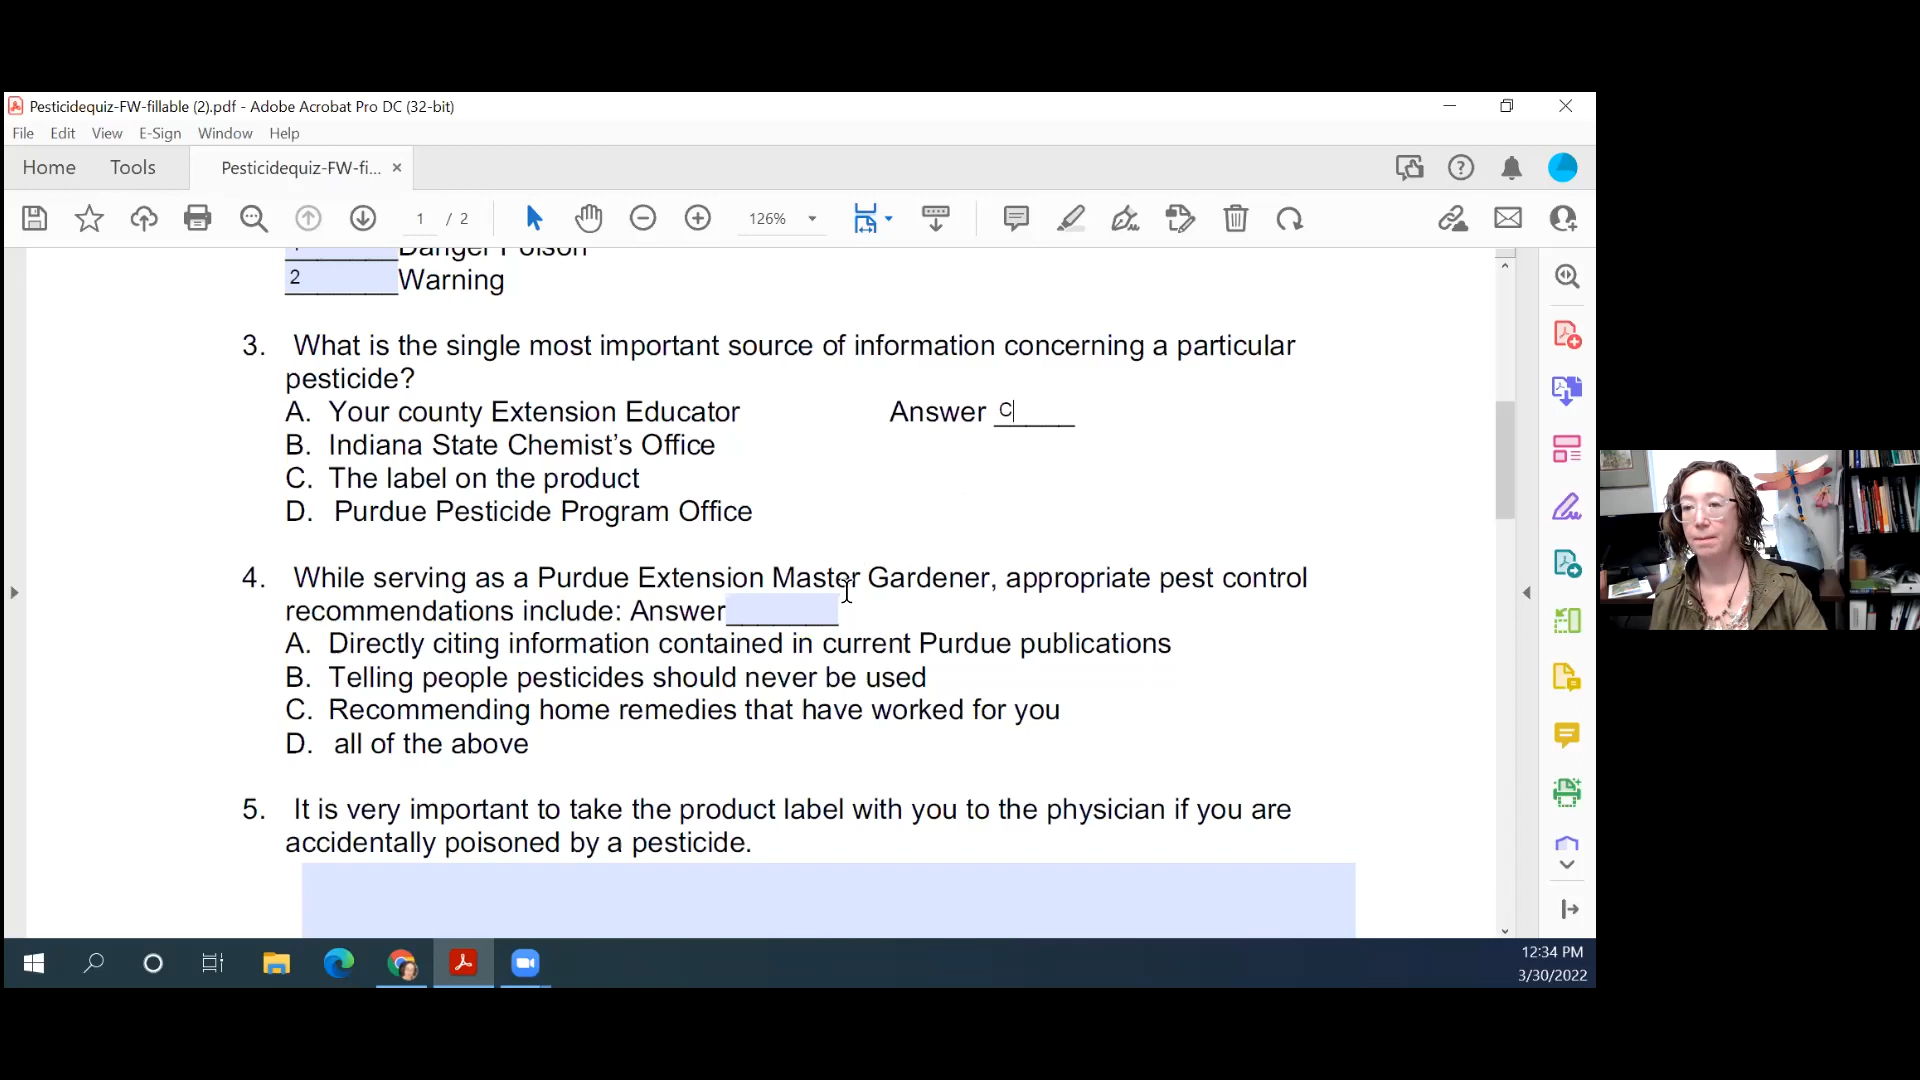 Pesticidequiz-FW-fillable (2).pdf - Adobe Acrobat Pro DC (32-bit)
File Edit View E-Sign Window Help
Home Tools Pesticidequiz-FW-fi... ×
1 / 2 126%
Danger Poison
2 Warning
3. What is the single most important source of information concerning a particular
pesticide?
A. Your county Extension Educator Answer C
B. Indiana State Chemist’s Office
C. The label on the product
D. Purdue Pesticide Program Office
4. While serving as a Purdue Extension Master Gardener, appropriate pest control
recommendations include: Answer
A. Directly citing information contained in current Purdue publications
B. Telling people pesticides should never be used
C. Recommending home remedies that have worked for you
D. all of the above
5. It is very important to take the product label with you to the physician if you are
accidentally poisoned by a pesticide.
12:34 PM
3/30/2022